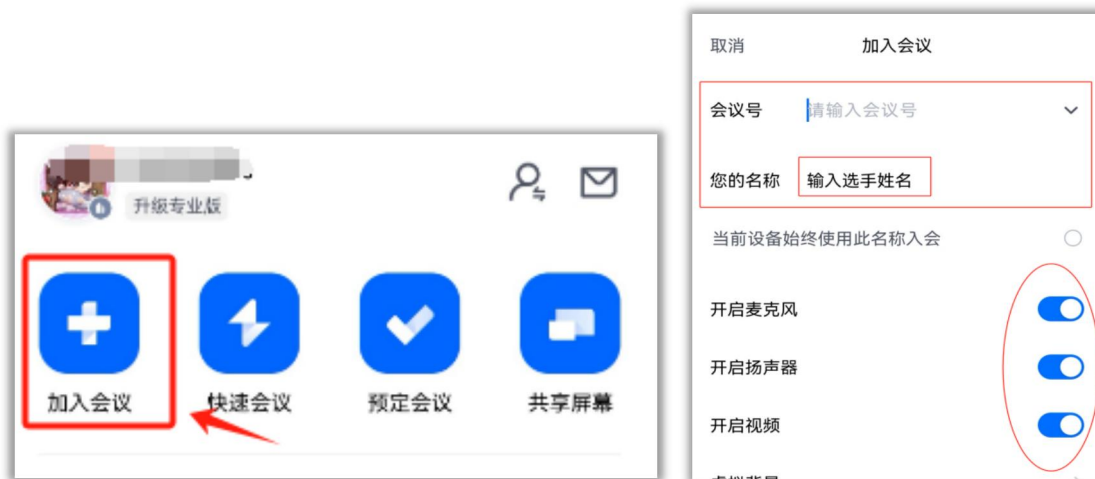 升级专业版
加入会议
快速会议
预定会议
共享屏幕
取消
加入会议
会议号 请输入会议号
您的名称 输入选手姓名
当前设备始终使用此名称入会
开启麦克风
开启扬声器
开启视频